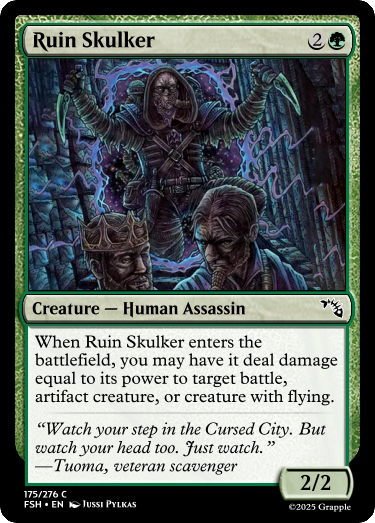 Ruin Skulker 2
Creature — Human Assassin
When Ruin Skulker enters the
battlefield, you may have it deal damage
equal to its power to target battle,
artifact creature, or creature with flying.
“Watch your step in the Cursed City. But
watch your head too. Just watch.”
—Tuoma, veteran scavenger
2/2
175/276 C
FSH • EN Jussi Pylkas
©2025 Grapple